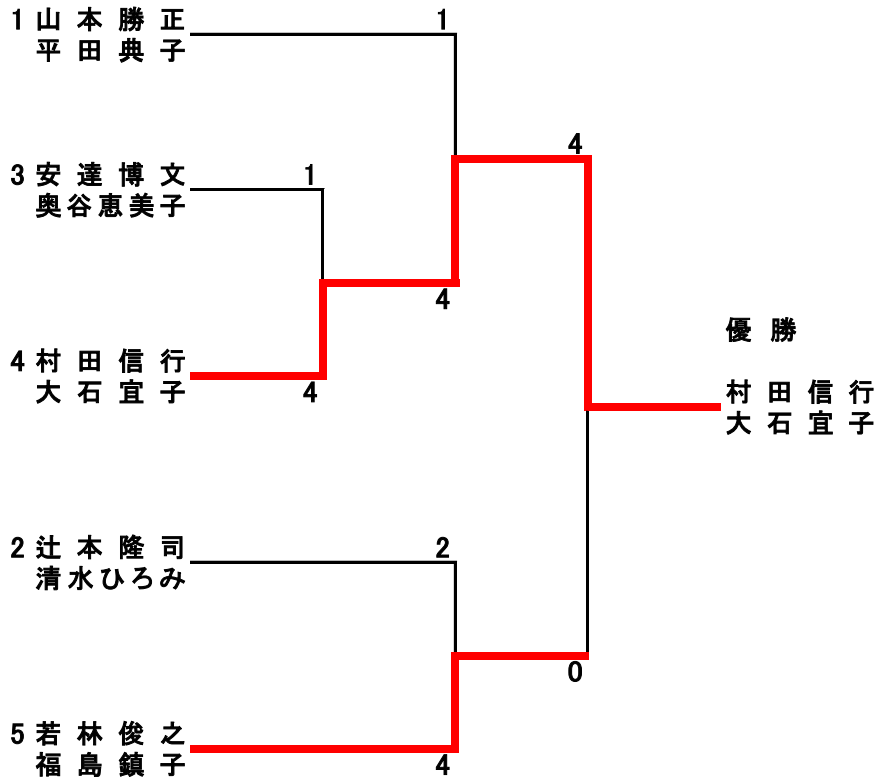 1 山本勝正 1
平田典子
4
3 安達博文 1
奥谷恵美子
4
優勝
4 村田信行
大石宜子
4
村田信行
大石宜子
2 辻本隆司 2
清水ひろみ
0
5 若林俊之
福島鎮子
4